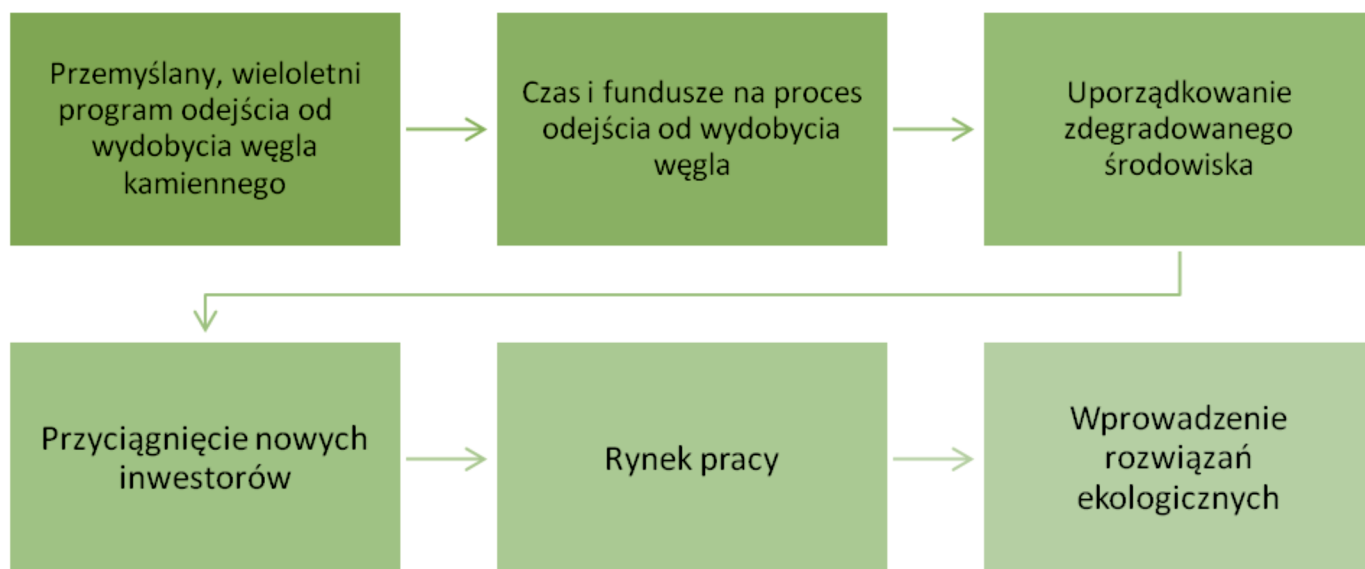 Przemyślany, wieloletni
program odejścia od
wydobycia węgla
kamiennego
Czas i fundusze na proces
odejścia od wydobycia
węgla
Uporządkowanie
zdegradowanego
środowiska
Przyciągnięcie nowych
inwestorów
Rynek pracy
Wprowadzenie
rozwiązań
ekologicznych